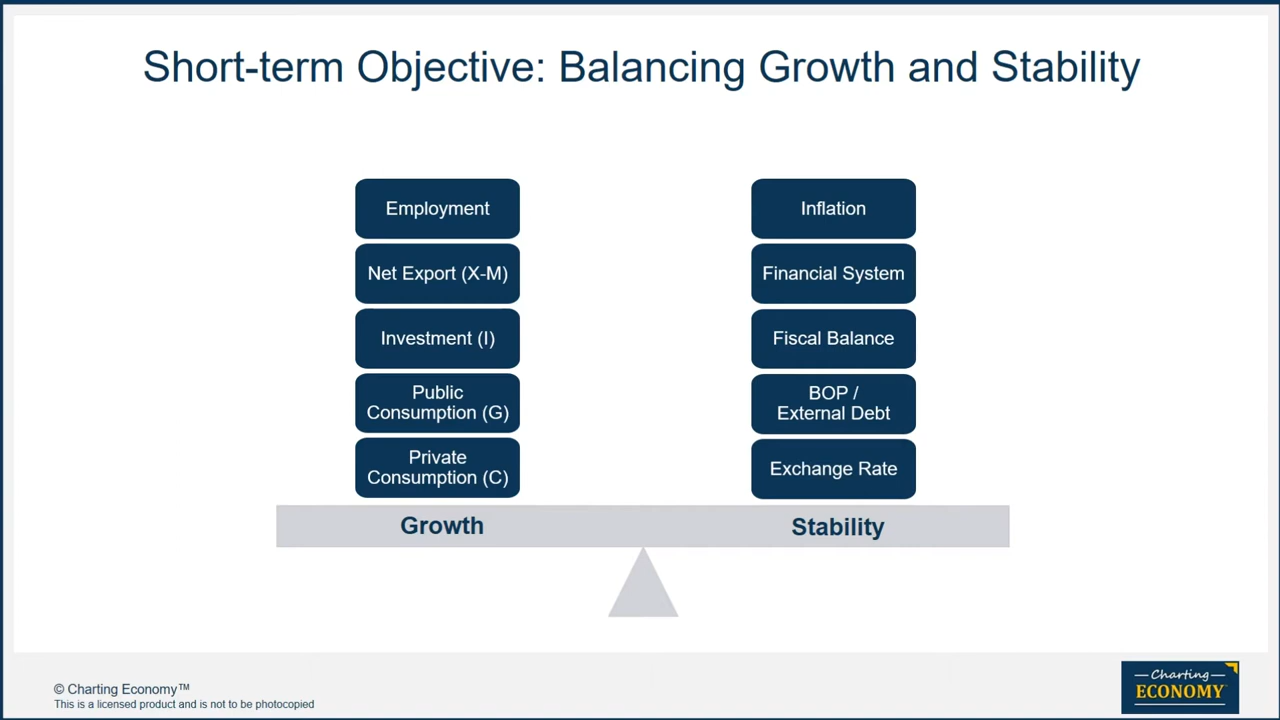 Short-term Objective: Balancing Growth and Stability
Employment
Net Export (X-M)
Investment (I)
Public
Consumption (G)
Private
Consumption (C)
Growth
Inflation
Financial System
Fiscal Balance
BOP /
External Debt
Exchange Rate
Stability
© Charting Economy™
This is a licensed product and is not to be photocopied
Charting
ECONOMY